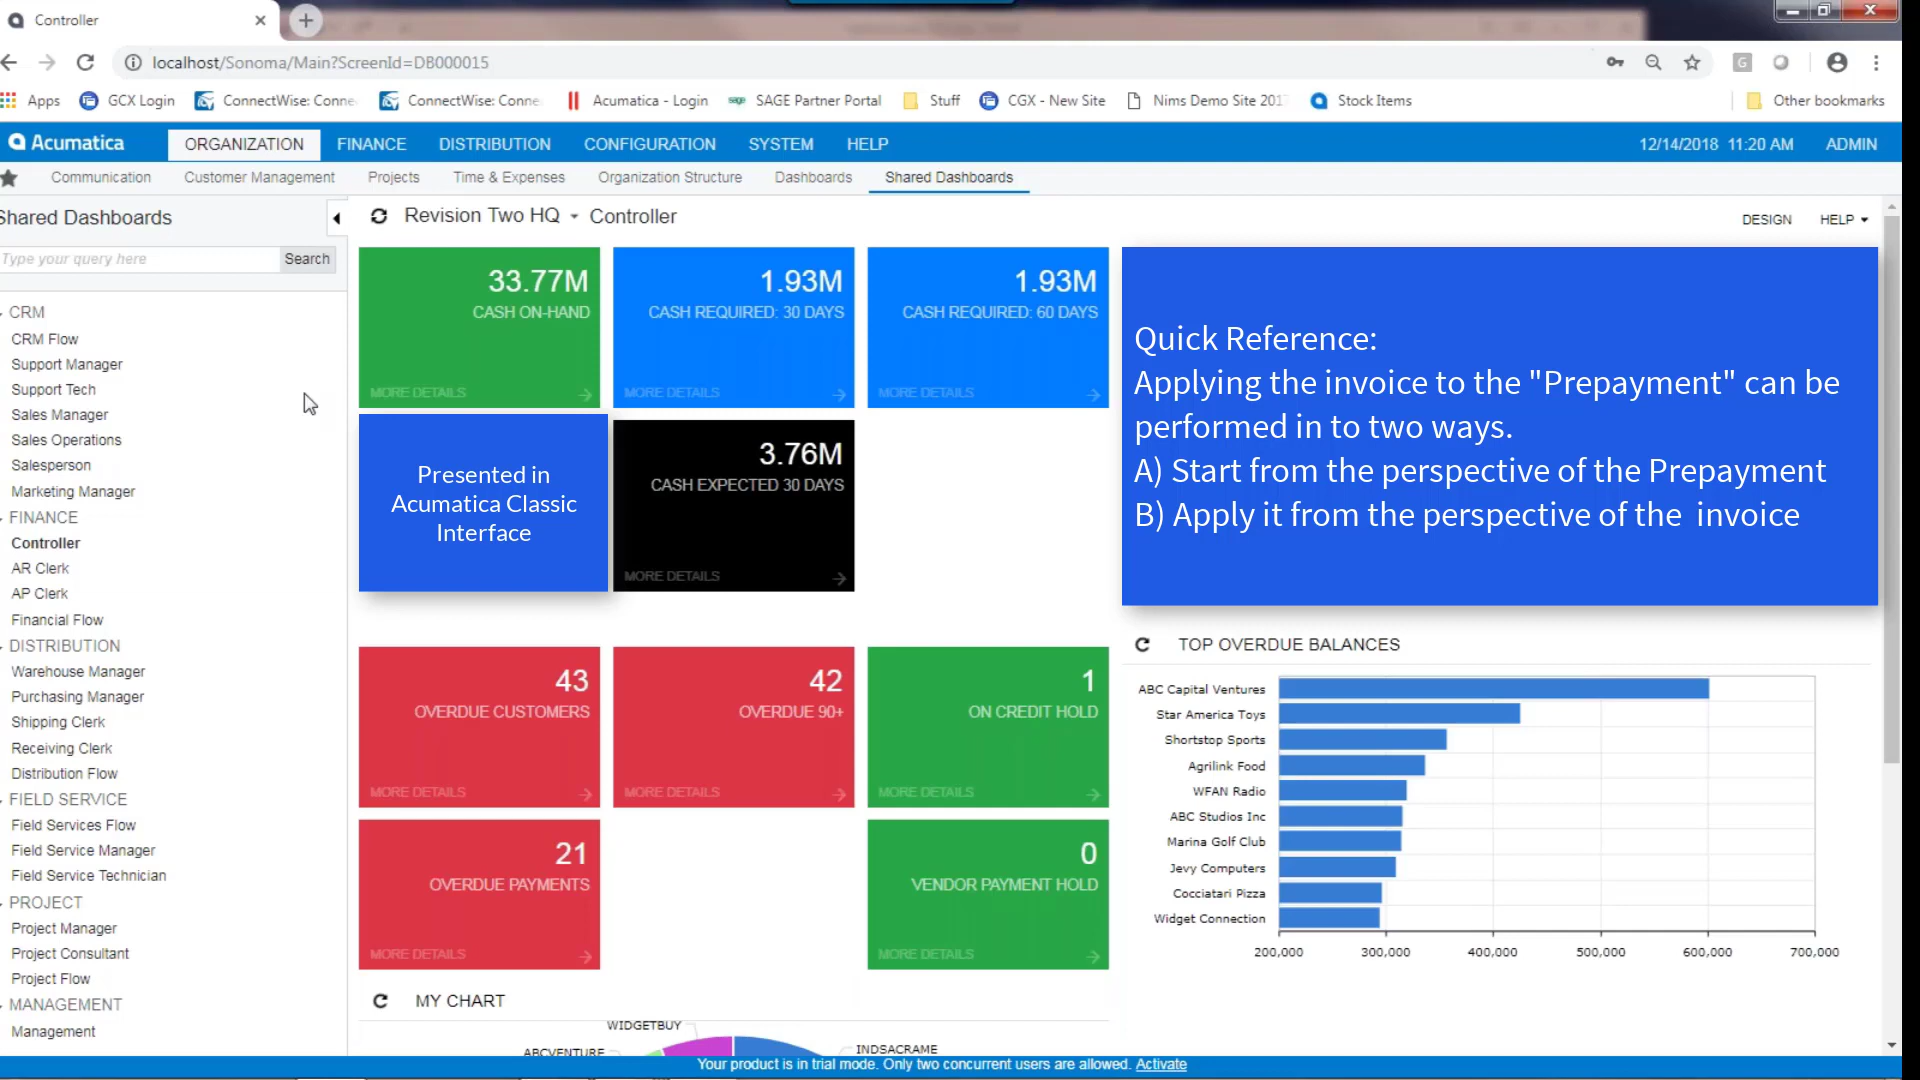 Controller
localhost/Sonoma/Main?ScreenId=DB000015
Apps
GCX Login
ConnectWise: Conne
ConnectWise: Conne
Acumatica - Login
SAGE Partner Portal
Stuff
CGX - New Site
Nims Demo Site 201
Stock Items
Other bookmarks
Acumatica
ORGANIZATION
FINANCE
DISTRIBUTION
CONFIGURATION
SYSTEM
HELP
12/14/2018 11:20 AM
ADMIN
Communication
Customer Management
Projects
Time & Expenses
Organization Structure
Dashboards
Shared Dashboards
Shared Dashboards
Type your query here
Search
CRM
CRM Flow
Support Manager
Support Tech
Sales Manager
Sales Operations
Salesperson
Marketing Manager
FINANCE
Controller
AR Clerk
AP Clerk
Financial Flow
DISTRIBUTION
Warehouse Manager
Purchasing Manager
Shipping Clerk
Receiving Clerk
Distribution Flow
FIELD SERVICE
Field Services Flow
Field Service Manager
Field Service Technician
PROJECT
Project Manager
Project Consultant
Project Flow
MANAGEMENT
Management
Revision Two HQ
Controller
DESIGN
HELP
33.77M
CASH ON-HAND
MORE DETAILS
1.93M
CASH REQUIRED: 30 DAYS
MORE DETAILS
1.93M
CASH REQUIRED: 60 DAYS
MORE DETAILS
Presented in
Acumatica Classic
Interface
3.76M
CASH EXPECTED 30 DAYS
MORE DETAILS
Quick Reference:
Applying the invoice to the "Prepayment" can be
performed in to two ways.
A) Start from the perspective of the Prepayment
B) Apply it from the perspective of the invoice
43
OVERDUE CUSTOMERS
MORE DETAILS
42
OVERDUE 90+
MORE DETAILS
1
ON CREDIT HOLD
MORE DETAILS
21
OVERDUE PAYMENTS
MORE DETAILS
0
VENDOR PAYMENT HOLD
MORE DETAILS
TOP OVERDUE BALANCES
ABC Capital Ventures
Star America Toys
Shortstop Sports
Agrilink Food
WFAN Radio
ABC Studios Inc
Marina Golf Club
Jevy Computers
Cocciatari Pizza
Widget Connection
200,000
300,000
400,000
500,000
600,000
700,000
MY CHART
WIDGETBUY
ABCVENTURE
INDSACRAME
Your product is in trial mode. Only two concurrent users are allowed. Activate